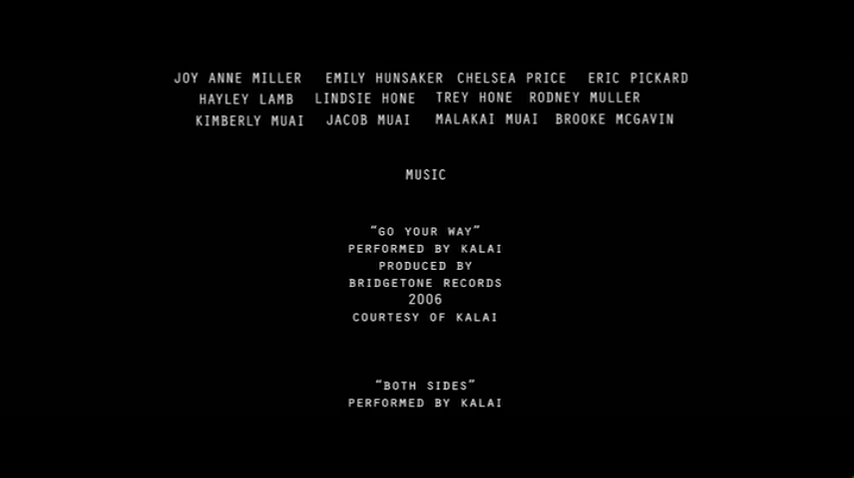 JOY ANNE MILLER EMILY HUNSAKER CHELSEA PRICE ERIC PICKARD
HAYLEY LAMB LINDSIE HONE TREY HONE RODNEY MULLER
KIMBERLY MUAI JACOB MUAI MALAKAI MUAI BROOKE MCGAVIN
MUSIC
“GO YOUR WAY”
PERFORMED BY KALAI
PRODUCED BY
BRIDGETONE RECORDS
2006
COURTESY OF KALAI
“BOTH SIDES”
PERFORMED BY KALAI